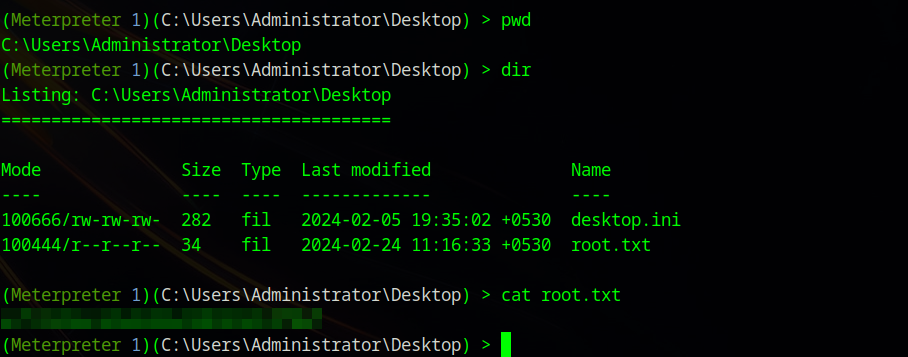 (Meterpreter 1)(C:\Users\Administrator\Desktop) > pwd
C:\Users\Administrator\Desktop
(Meterpreter 1)(C:\Users\Administrator\Desktop) > dir
Listing: C:\Users\Administrator\Desktop
=======================================
Mode Size Type Last modified Name
---- ---- ---- ------------- ----
100666/rw-rw-rw- 282 fil 2024-02-05 19:35:02 +0530 desktop.ini
100444/r--r--r-- 34 fil 2024-02-24 11:16:33 +0530 root.txt
(Meterpreter 1)(C:\Users\Administrator\Desktop) > cat root.txt
(Meterpreter 1)(C:\Users\Administrator\Desktop) >